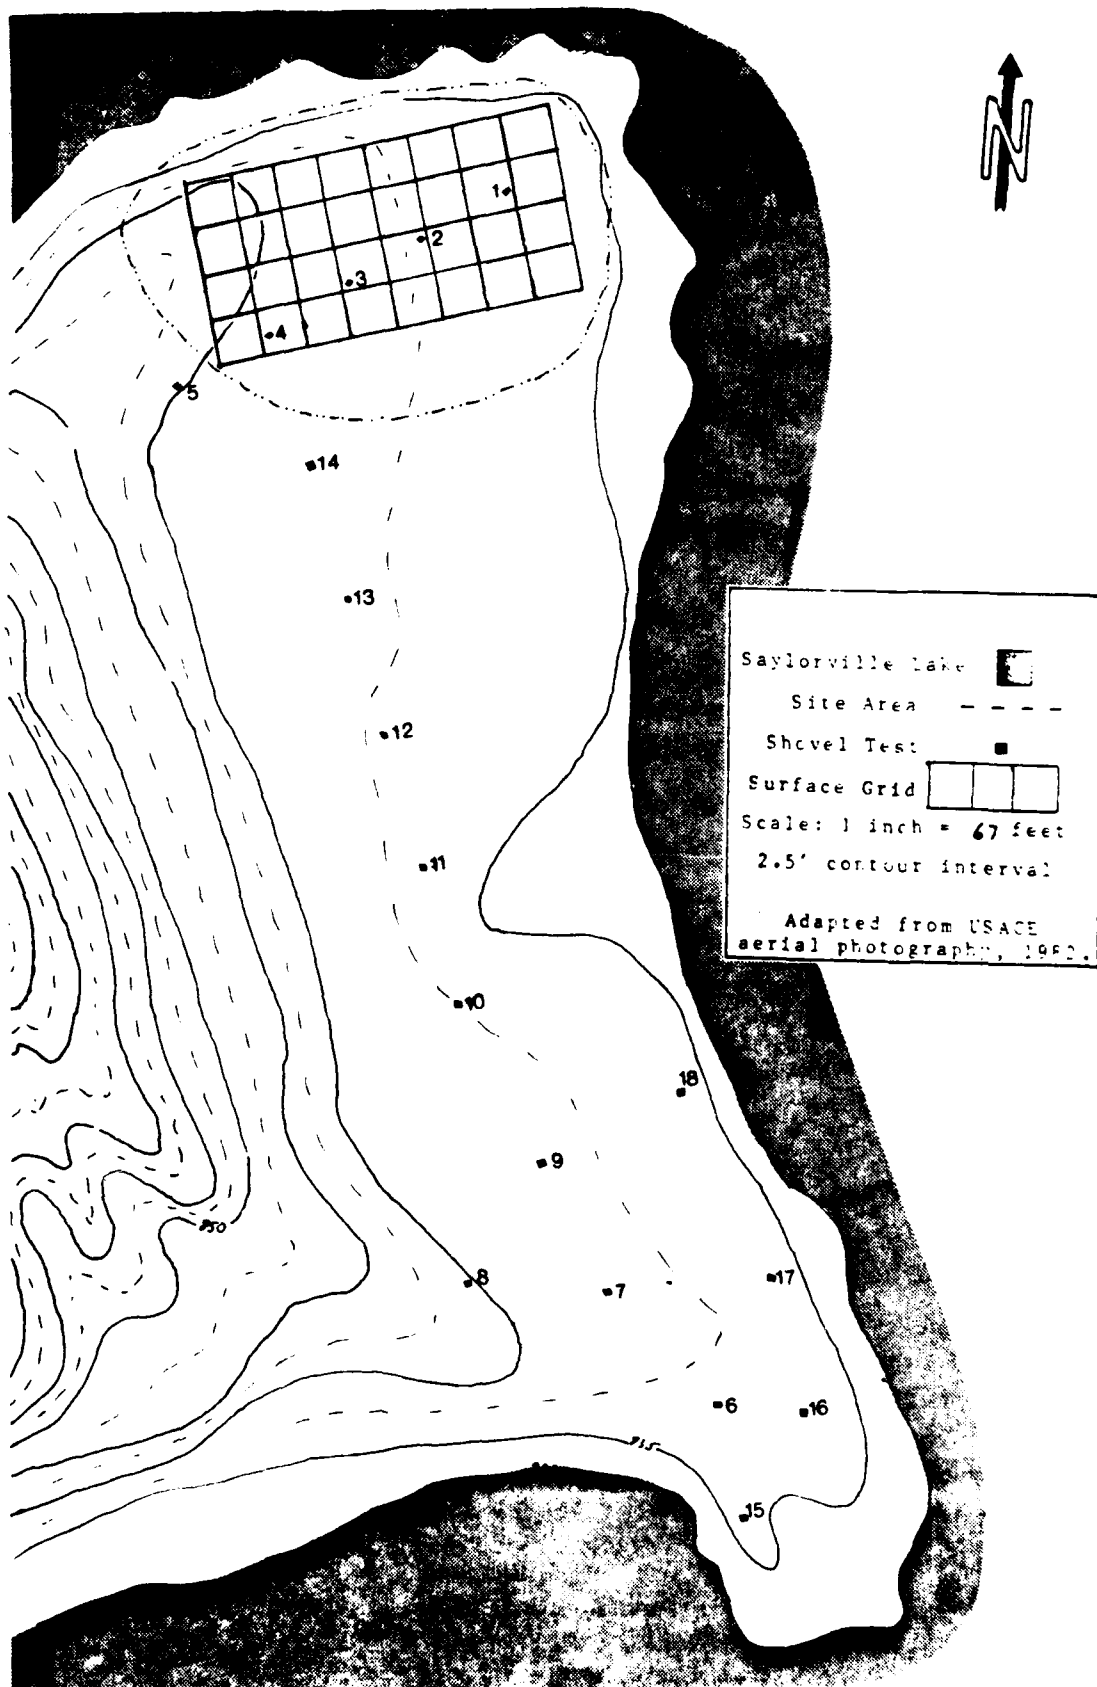 N
1
2
3
4
5
14
13
12
11
10
18
9
8
7
17
6
16
15
850
Saylorville Lake
Site Area
Shovel Test
Surface Grid
Scale: 1 inch = 67 feet
2.5' contour interval
Adapted from USACE
aerial photography, 1982.